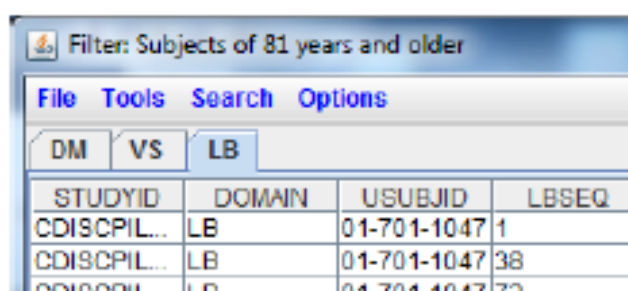 Filter: Subjects of 81 years and older
File Tools Search Options
DM VS LB
STUDYID DOMAIN USUBJID LBSEQ
CDISCPIL... LB 01-701-1047 1
CDISCPIL... LB 01-701-1047 38